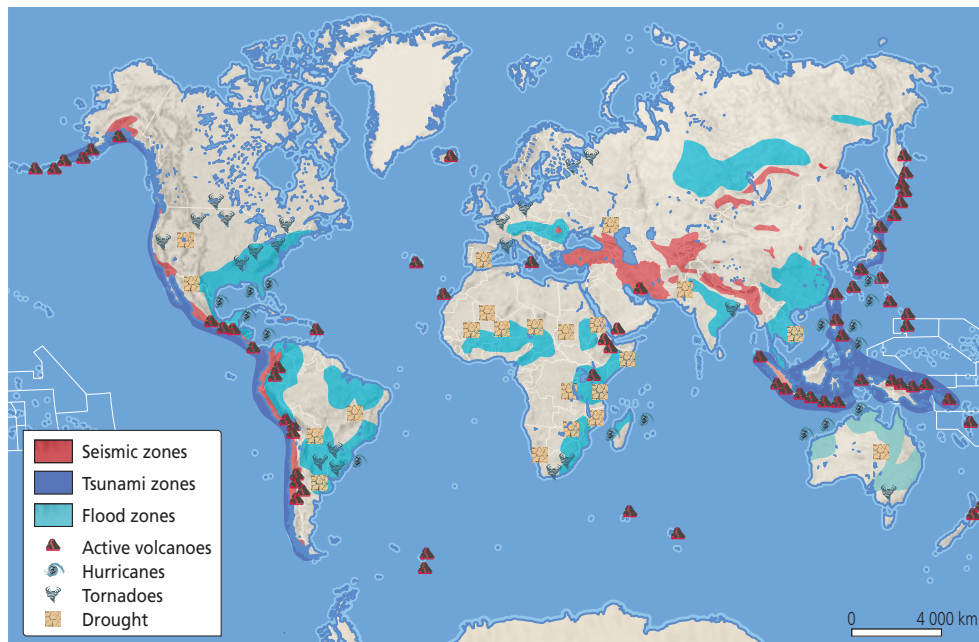 Seismic zones
Tsunami zones
Flood zones
Active volcanoes
Hurricanes
Tornadoes
Drought
0 4 000 km